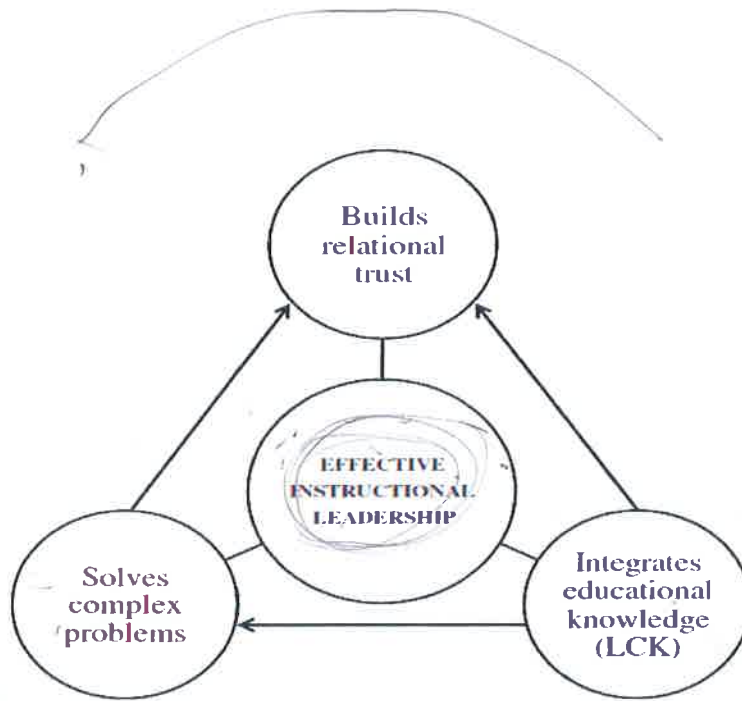 Builds
relational
trust
EFFECTIVE
INSTRUCTIONAL
LEADERSHIP
Solves
complex
problems
Integrates
educational
knowledge
(LCK)